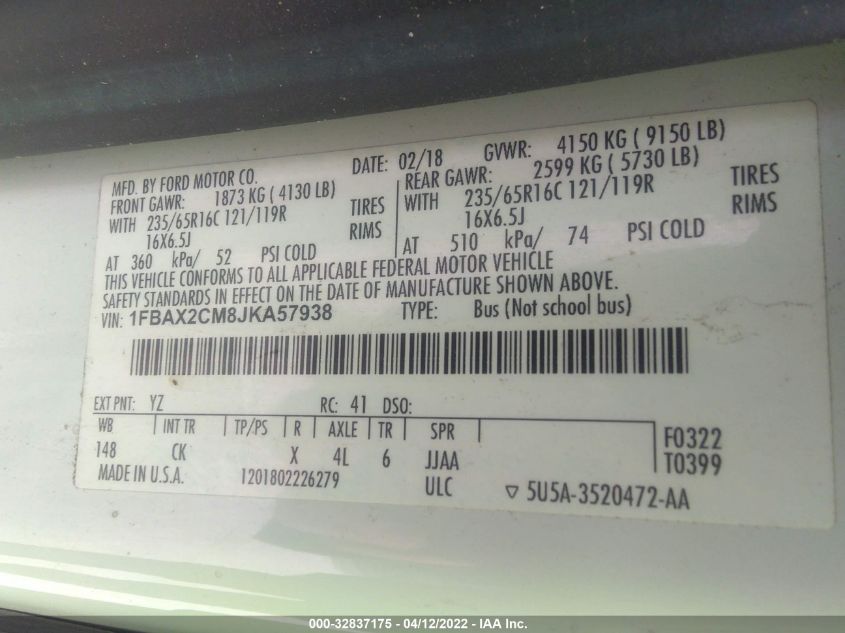 MFD. BY FORD MOTOR CO. DATE: 02/18 GVWR: 4150 KG ( 9150 LB)
FRONT GAWR: 1873 KG ( 4130 LB) REAR GAWR: 2599 KG ( 5730 LB)
WITH 235/65R16C 121/119R TIRES WITH 235/65R16C 121/119R TIRES
16X6.5J RIMS 16X6.5J RIMS
AT 360 kPa/ 52 PSI COLD AT 510 kPa/ 74 PSI COLD
THIS VEHICLE CONFORMS TO ALL APPLICABLE FEDERAL MOTOR VEHICLE
SAFETY STANDARDS IN EFFECT ON THE DATE OF MANUFACTURE SHOWN ABOVE.
VIN: 1FBAX2CM8JKA57938 TYPE: Bus (Not school bus)
EXT PNT: YZ RC: 41 DSO:
WB INT TR TP/PS R AXLE TR SPR F0322
148 CK X 4L 6 JJAA T0399
MADE IN U.S.A. 1201802226279 ULC ▽ 5U5A-3520472-AA
000-32837175 - 04/12/2022 - IAA Inc.